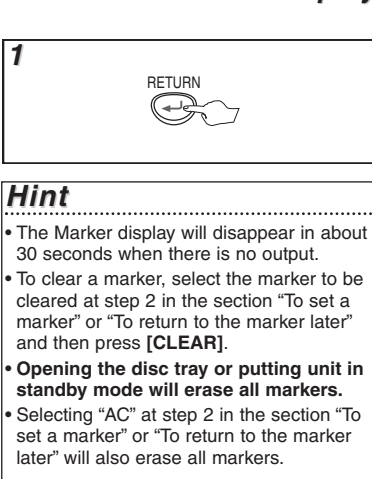 1
RETURN
Hint
• The Marker display will disappear in about
30 seconds when there is no output.
• To clear a marker, select the marker to be
cleared at step 2 in the section “To set a
marker” or “To return to the marker later”
and then press [CLEAR].
• Opening the disc tray or putting unit in
standby mode will erase all markers.
• Selecting “AC” at step 2 in the section “To
set a marker” or “To return to the marker
later” will also erase all markers.